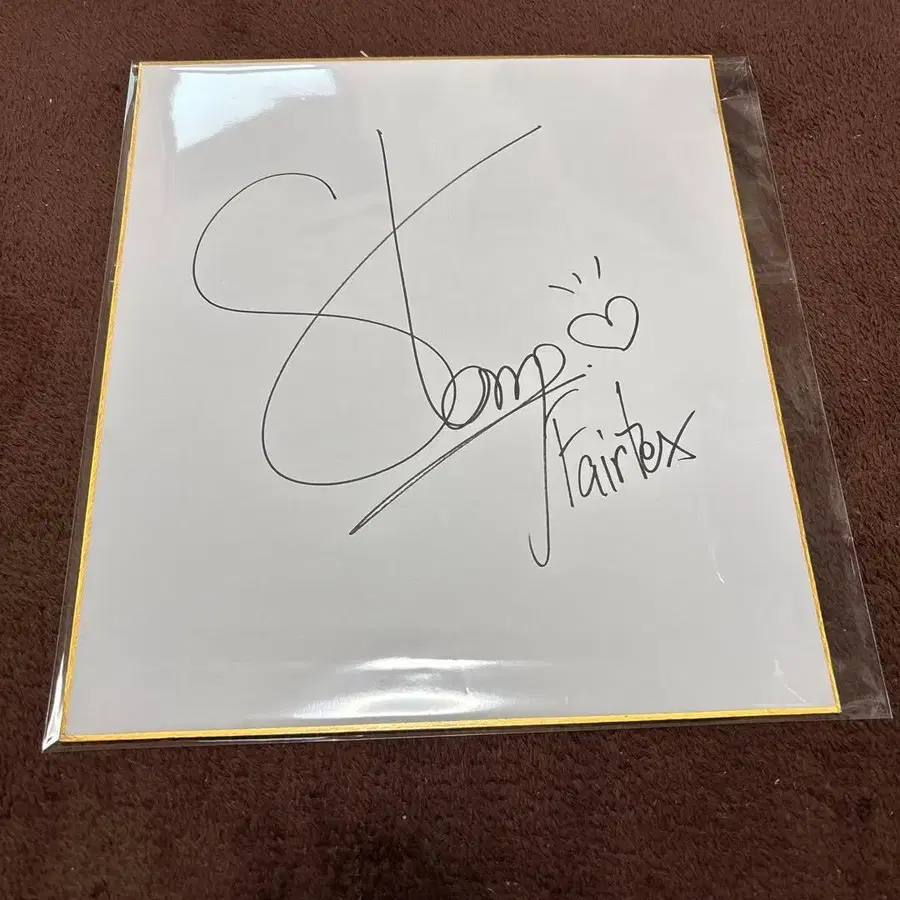 Stamp. ♡
Fairtex